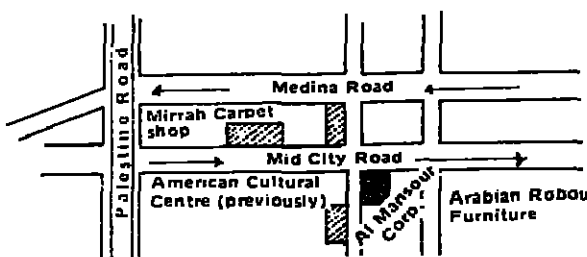 Palestine Road
Medina Road
Mirrah Carpet
shop
Mid City Road
American Cultural
Centre (previously)
Al Mansour
Corp.
Arabian Robou
Furniture